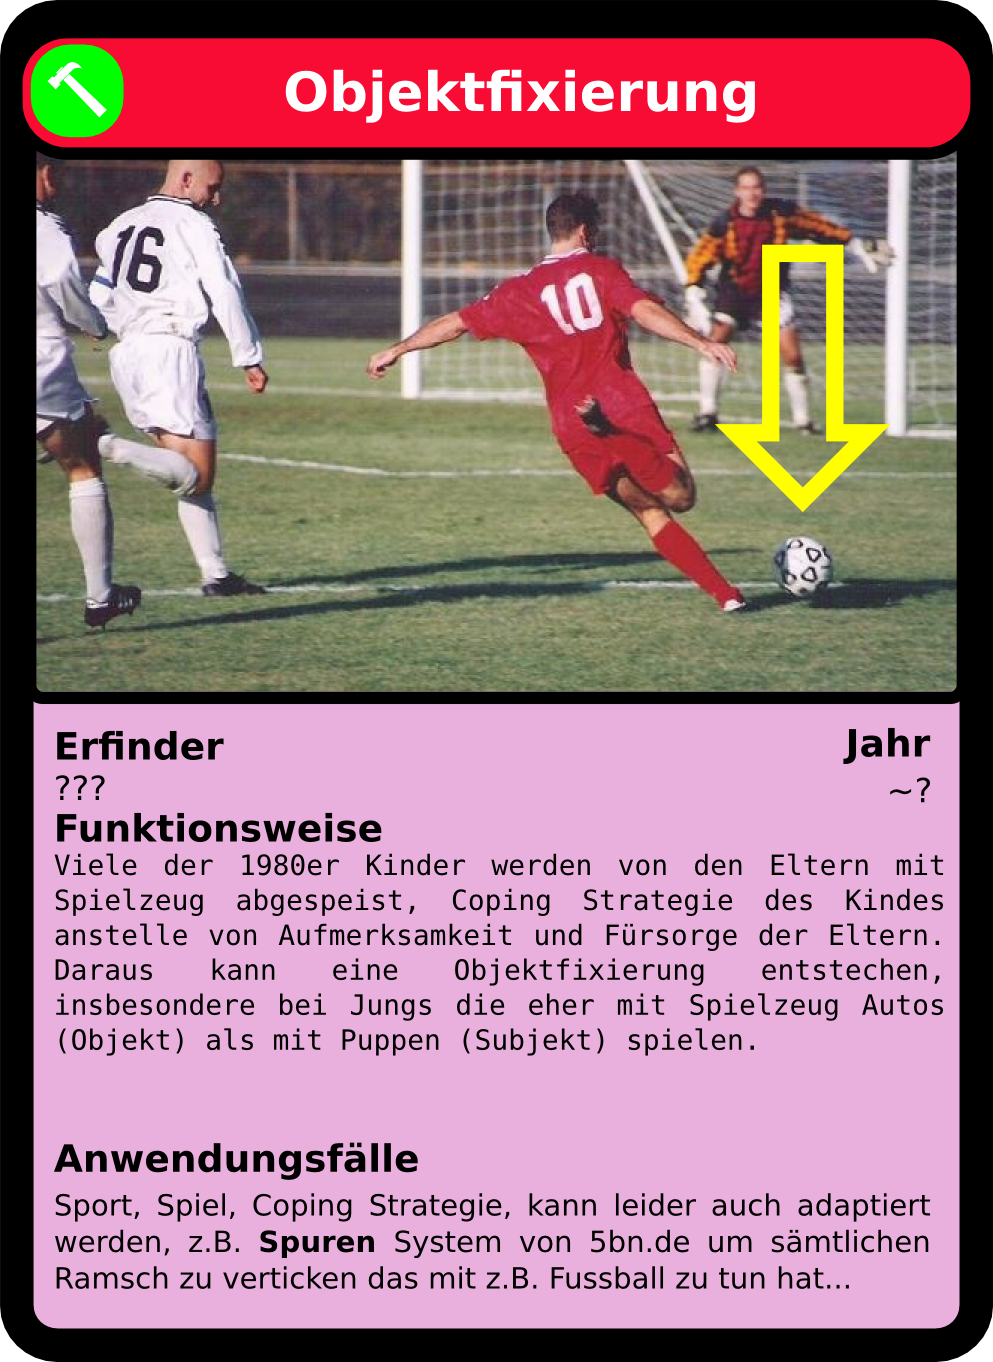 Objektfixierung
16
10
Erfinder
Jahr
???
~?
Funktionsweise
Viele der 1980er Kinder werden von den Eltern mit
Spielzeug abgespeist, Coping Strategie des Kindes
anstelle von Aufmerksamkeit und Fürsorge der Eltern.
Daraus kann eine Objektfixierung entstechen,
insbesondere bei Jungs die eher mit Spielzeug Autos
(Objekt) als mit Puppen (Subjekt) spielen.
Anwendungsfälle
Sport, Spiel, Coping Strategie, kann leider auch adaptiert
werden, z.B. Spuren System von 5bn.de um sämtlichen
Ramsch zu verticken das mit z.B. Fussball zu tun hat...